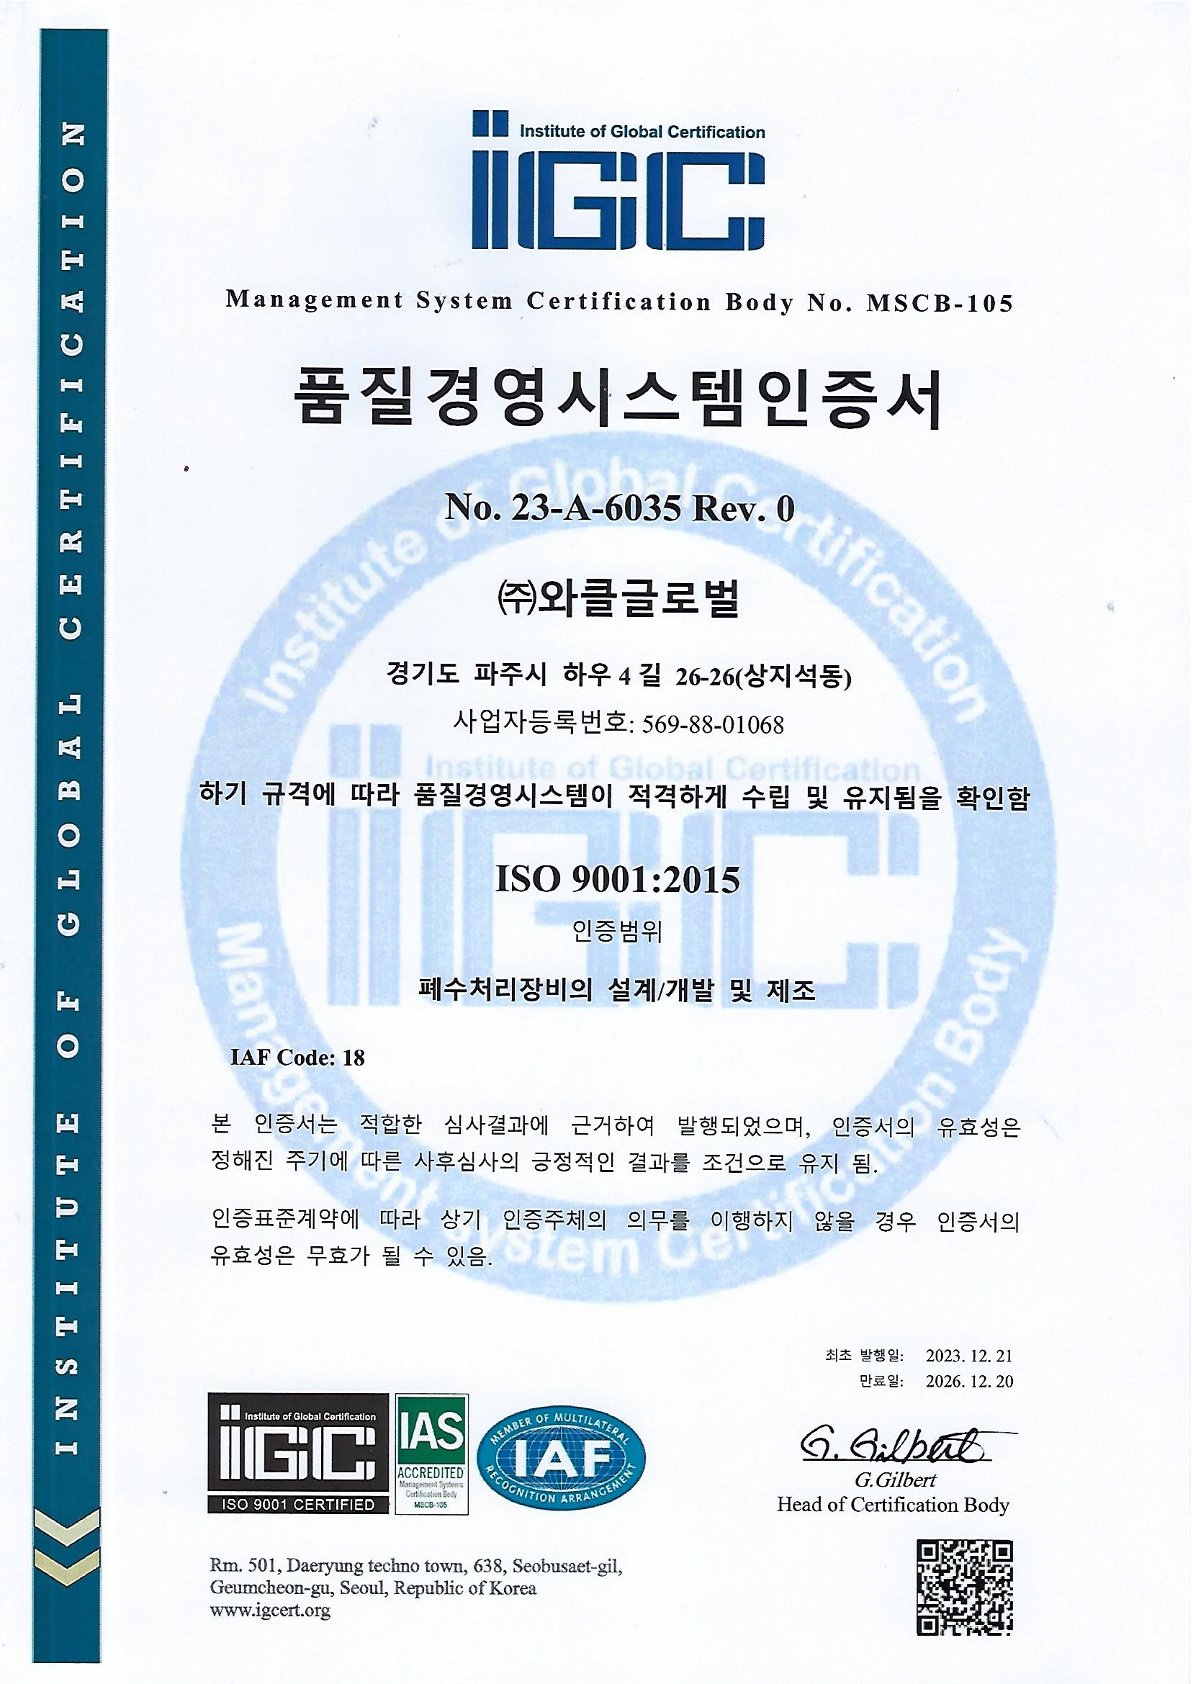 INSTITUTE OF GLOBAL CERTIFICATION
Institute of Global Certification
iGC
Management System Certification Body No. MSCB-105
품질경영시스템인증서
No. 23-A-6035 Rev. 0
㈜와클글로벌
경기도 파주시 하우 4 길 26-26(상지석동)
사업자등록번호: 569-88-01068
Institute of Global Certification
하기 규격에 따라 품질경영시스템이 적격하게 수립 및 유지됨을 확인함
iGC
ISO 9001:2015
인증범위
폐수처리장비의 설계/개발 및 제조
IAF Code: 18
본 인증서는 적합한 심사결과에 근거하여 발행되었으며, 인증서의 유효성은
정해진 주기에 따른 사후심사의 긍정적인 결과를 조건으로 유지 됨.
인증표준계약에 따라 상기 인증주체의 의무를 이행하지 않을 경우 인증서의
유효성은 무효가 될 수 있음.
Institute of Global Certification
Management System Certification Body
최초 발행일: 2023. 12. 21
만료일: 2026. 12. 20
Institute of Global Certification
iGC
ISO 9001 CERTIFIED
IAS
ACCREDITED
Management Systems
Certification Body
MSCB-105
MEMBER OF MULTILATERAL
IAF
RECOGNITION ARRANGEMENT
G. Gilbert
G.Gilbert
Head of Certification Body
Rm. 501, Daeryung techno town, 638, Seobusaet-gil,
Geumcheon-gu, Seoul, Republic of Korea
www.igcert.org